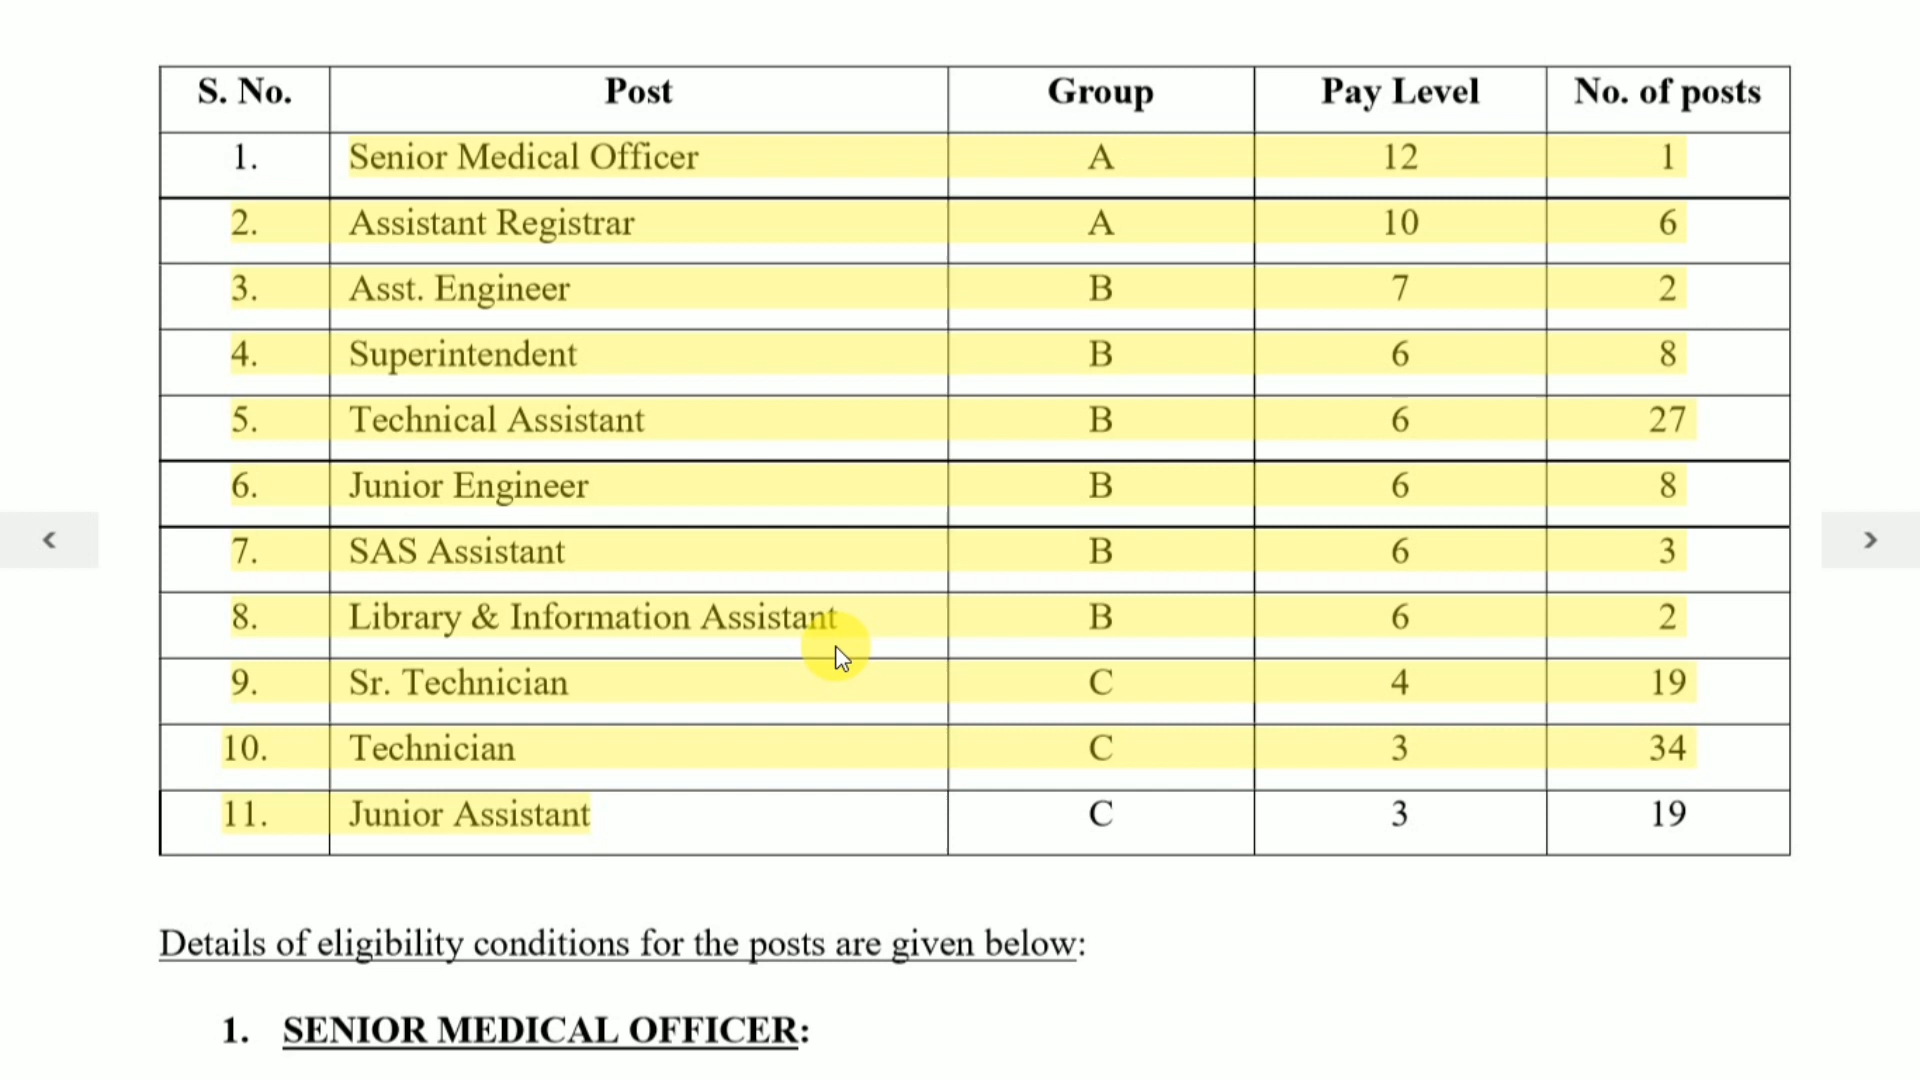 S. No. Post Group Pay Level No. of posts
1. Senior Medical Officer A 12 1
2. Assistant Registrar A 10 6
3. Asst. Engineer B 7 2
4. Superintendent B 6 8
5. Technical Assistant B 6 27
6. Junior Engineer B 6 8
7. SAS Assistant B 6 3
8. Library & Information Assistant B 6 2
9. Sr. Technician C 4 19
10. Technician C 3 34
11. Junior Assistant C 3 19
Details of eligibility conditions for the posts are given below:
1. SENIOR MEDICAL OFFICER: